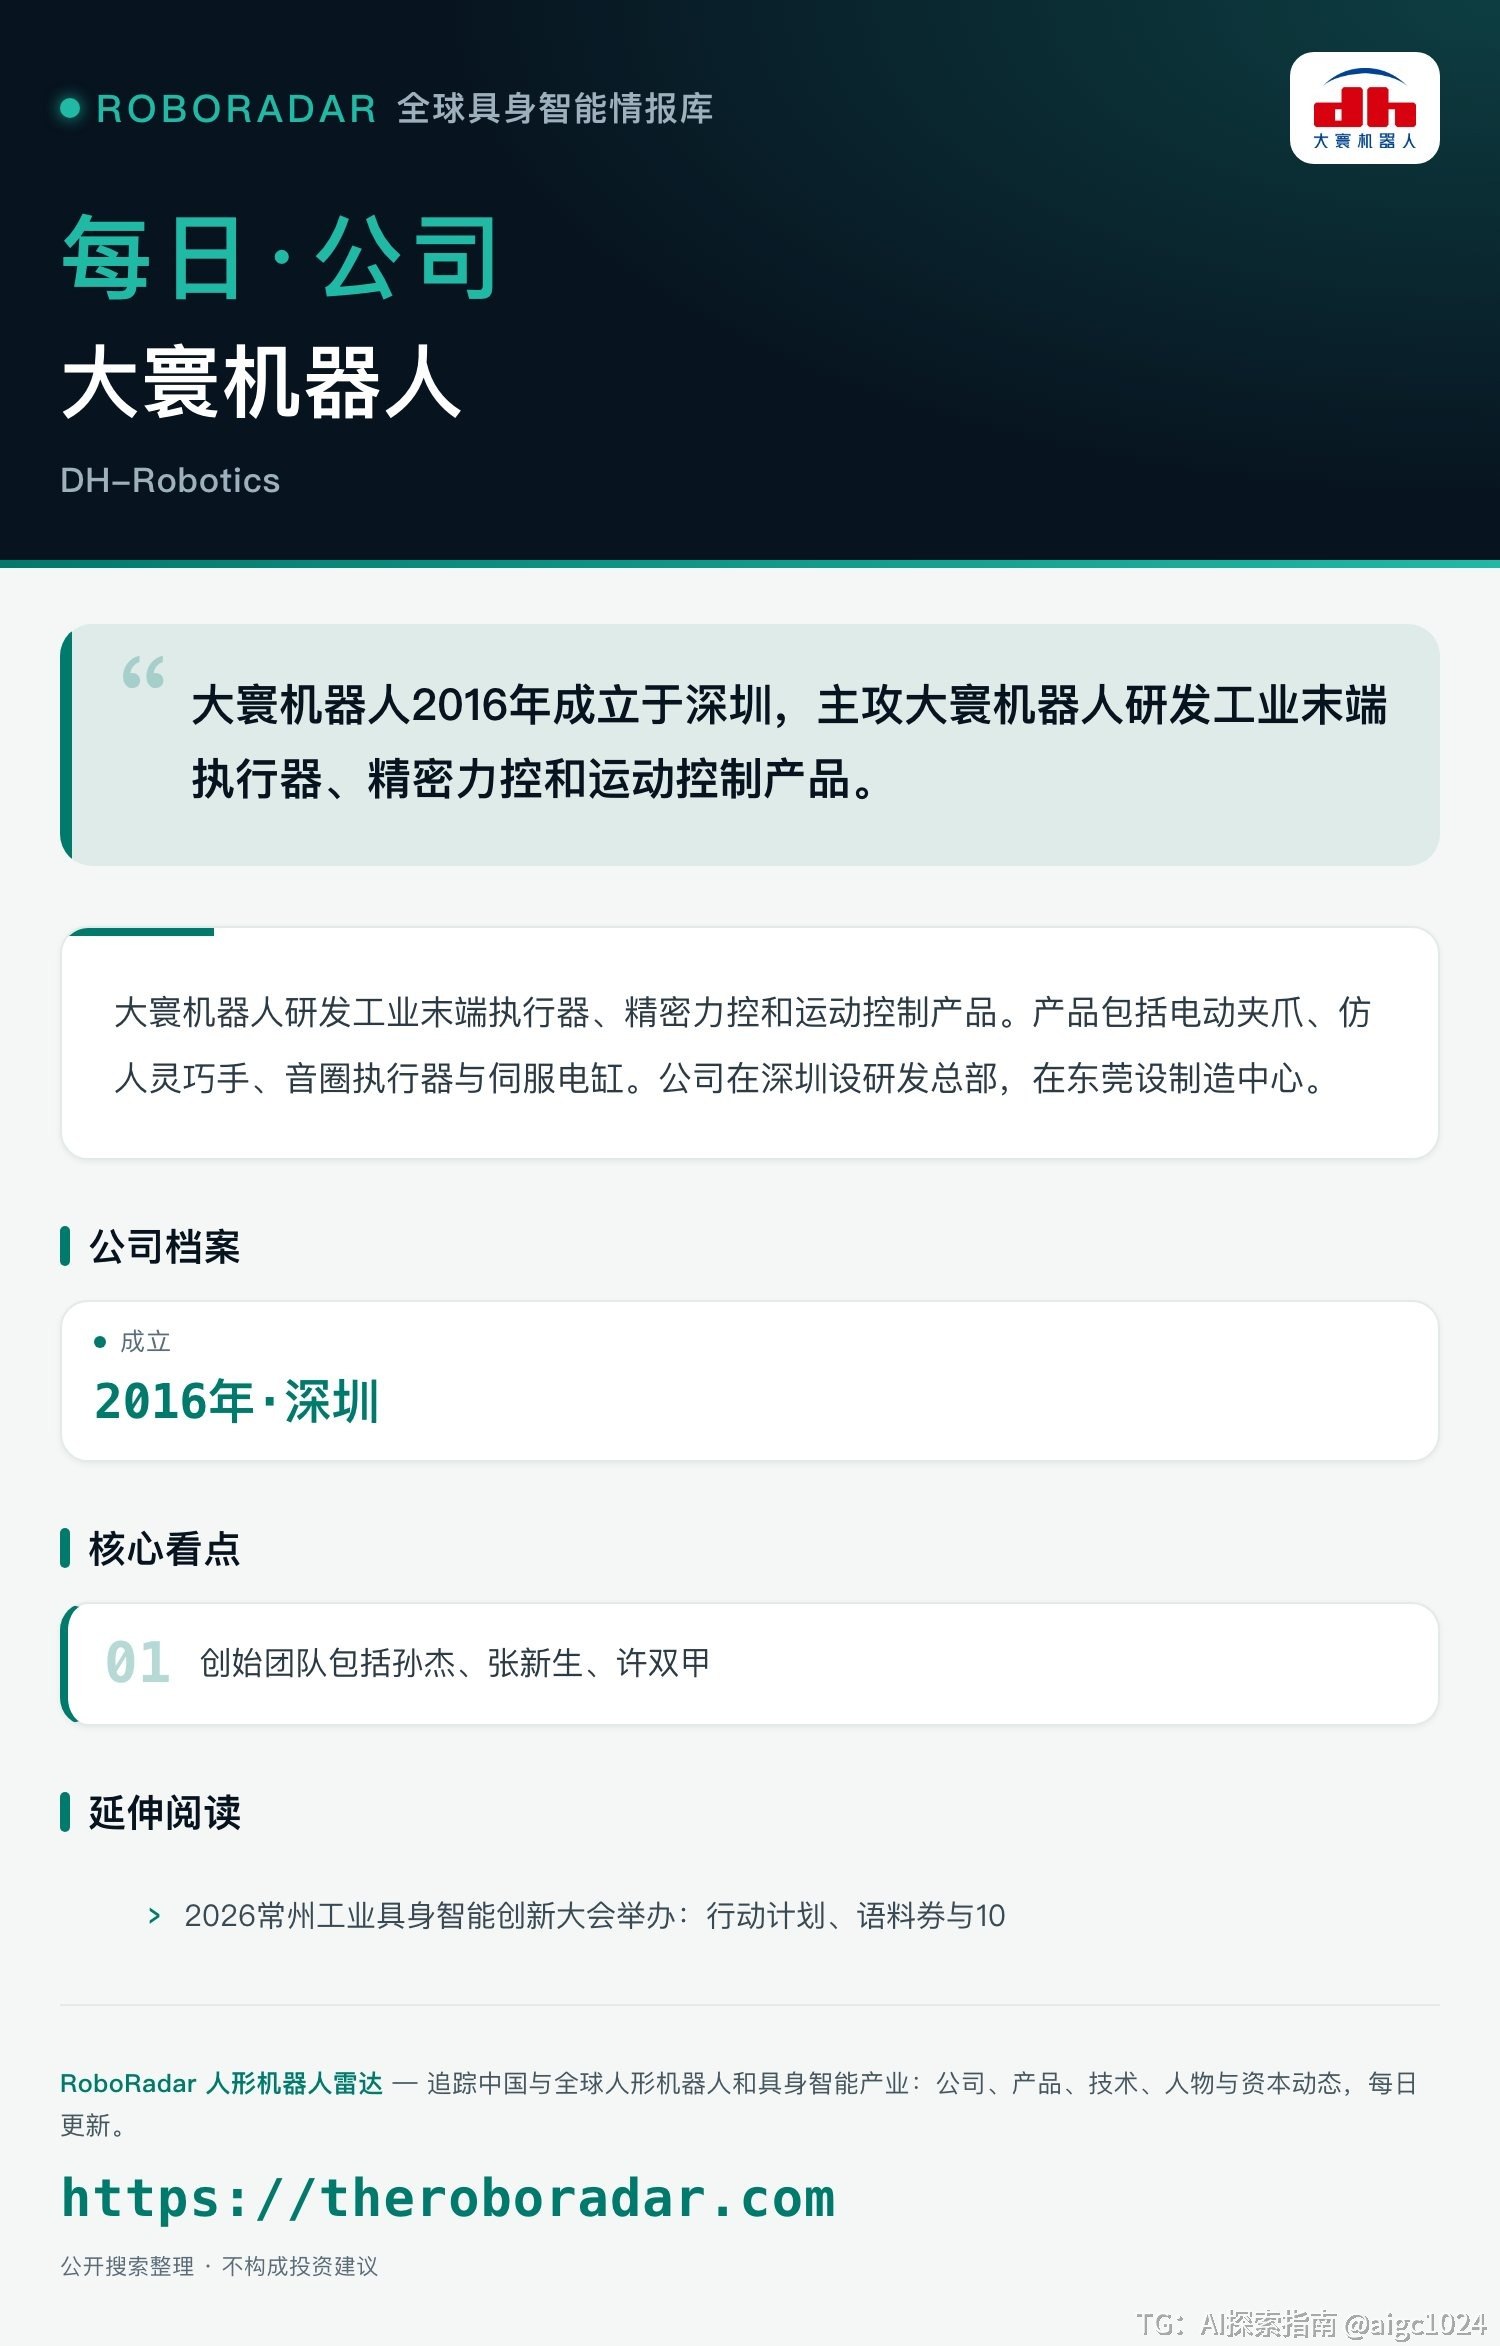 ROBORADAR 全球具身智能情报库
dh
大寰机器人
每日·公司
大寰机器人
DH-Robotics
“
大寰机器人2016年成立于深圳，主攻大寰机器人研发工业末端
执行器、精密力控和运动控制产品。
大寰机器人研发工业末端执行器、精密力控和运动控制产品。产品包括电动夹爪、仿
人灵巧手、音圈执行器与伺服电缸。公司在深圳设研发总部，在东莞设制造中心。
公司档案
成立
2016年·深圳
核心看点
01 创始团队包括孙杰、张新生、许双甲
延伸阅读
› 2026常州工业具身智能创新大会举办：行动计划、语料券与10
RoboRadar 人形机器人雷达 — 追踪中国与全球人形机器人和具身智能产业：公司、产品、技术、人物与资本动态，每日
更新。
https://theroboradar.com
公开搜索整理 · 不构成投资建议
TG：AI探索指南 @aigc1024